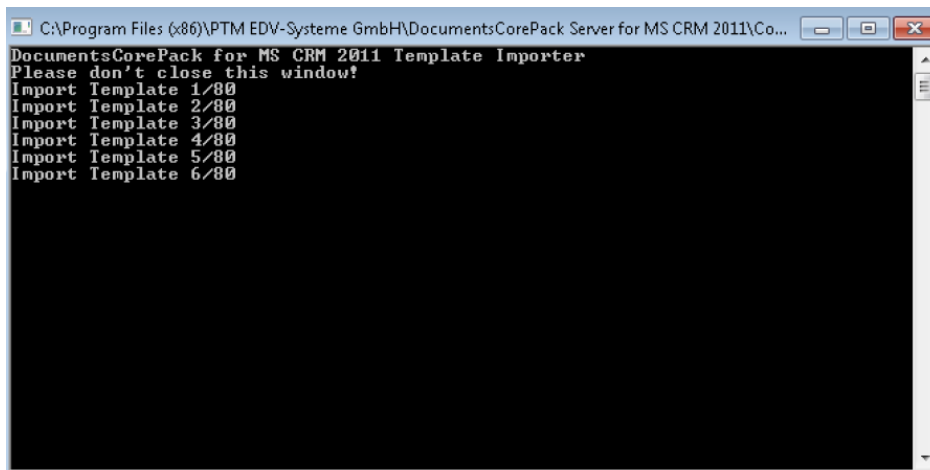 C:\Program Files (x86)\PTM EDV-Systeme GmbH\DocumentsCorePack Server for MS CRM 2011\Co...
DocumentsCorePack for MS CRM 2011 Template Importer
Please don't close this window!
Import Template 1/80
Import Template 2/80
Import Template 3/80
Import Template 4/80
Import Template 5/80
Import Template 6/80